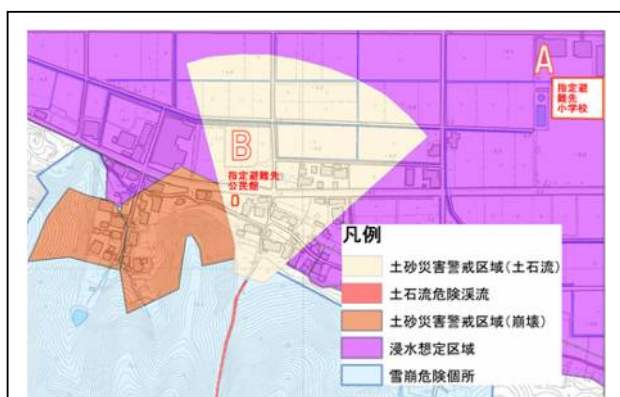 A
指定避
難先
小学校
B
指定避難先
公民館
凡例
土砂災害警戒区域(土石流)
土石流危険渓流
土砂災害警戒区域(崩壊)
浸水想定区域
雪崩危険個所